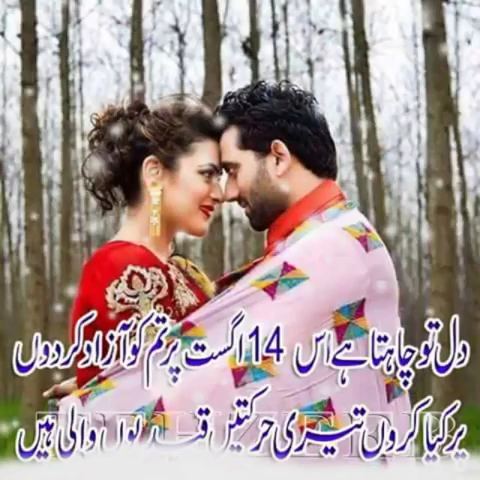 دل تو چاہتا ہے اس 14 اگست پر تم کو آزاد کر دوں
پر کیا کروں تیری حرکتیں قیدیوں والی ہیں